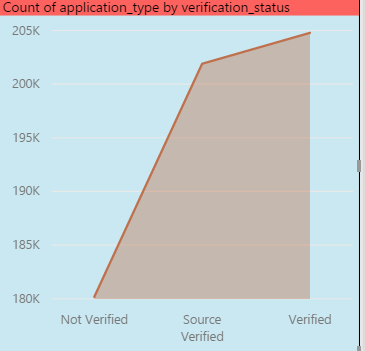 Count of application_type by verification_status
205K
200K
195K
190K
185K
180K
Not Verified
Source
Verified
Verified